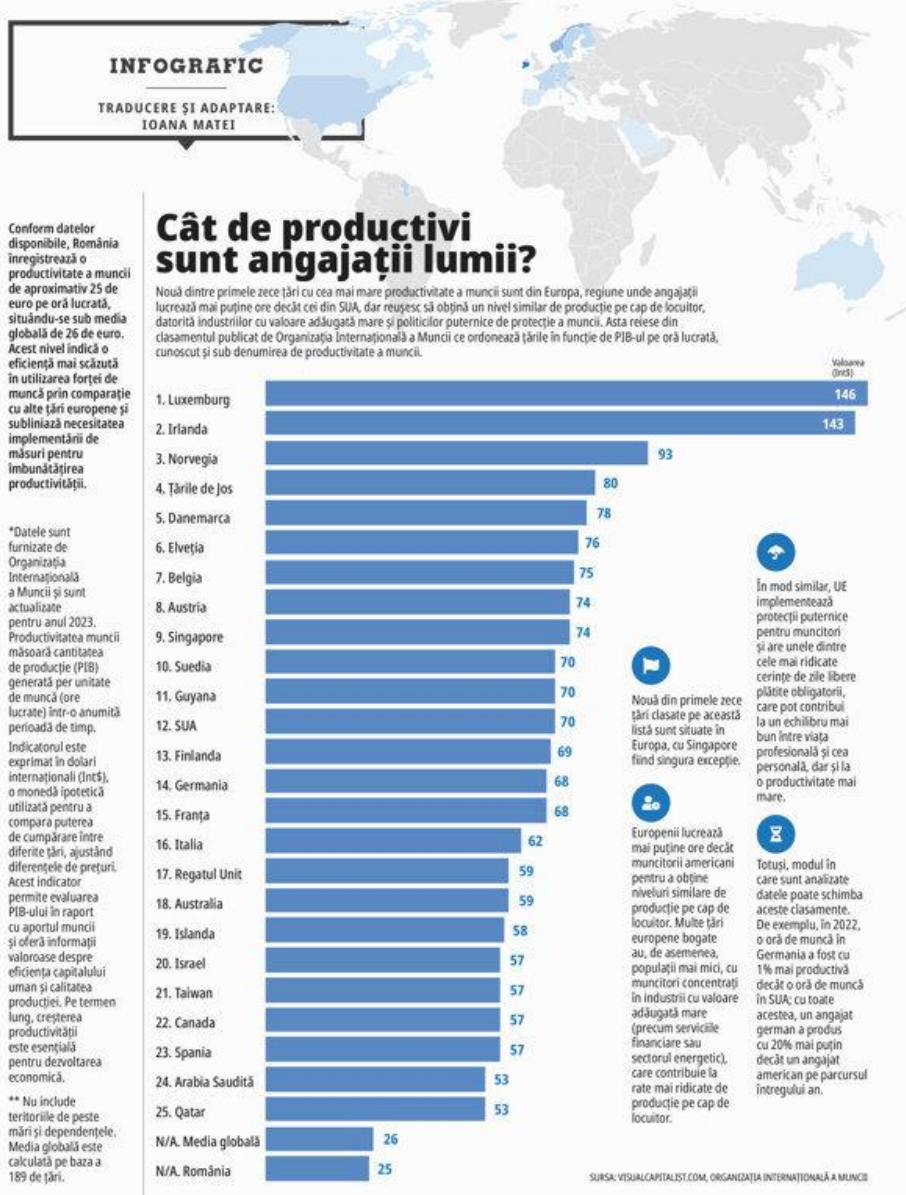 INFOGRAFIC
TRADUCERE ȘI ADAPTARE:
IOANA MATEI
Conform datelor
disponibile, România
înregistrează o
productivitate a muncii
de aproximativ 25 de
euro pe oră lucrată,
situându-se sub media
globală de 26 de euro.
Acest nivel indică o
eficiență mai scăzută
în utilizarea forței de
muncă prin comparație
cu alte țări europene și
subliniază necesitatea
implementării de
măsuri pentru
îmbunătățirea
productivității.
*Datele sunt
furnizate de
Organizația
Internațională
a Muncii și sunt
actualizate
pentru anul 2023.
Productivitatea muncii
măsoară cantitatea
de producție (PIB)
generată per unitate
de muncă (ore
lucrate) într-o anumită
perioadă de timp.
Indicatorul este
exprimat în dolari
internaționali (Int$),
o monedă ipotetică
utilizată pentru a
compara puterea
de cumpărare între
diferite țări, ajustând
diferențele de prețuri.
Acest indicator
permite evaluarea
PIB-ului în raport
cu aportul muncii
și oferă informații
valoroase despre
eficiența capitalului
uman și calitatea
producției. Pe termen
lung, creșterea
productivității
este esențială
pentru dezvoltarea
economică.
** Nu include
teritoriile de peste
mări și dependențele.
Media globală este
calculată pe baza a
189 de țări.
Cât de productivi
sunt angajații lumii?
Nouă dintre primele zece țări cu cea mai mare productivitate a muncii sunt din Europa, regiune unde angajații
lucrează mai puține ore decât cei din SUA, dar reușesc să obțină un nivel similar de producție pe cap de locuitor,
datorită industriilor cu valoare adăugată mare și politicilor puternice de protecție a muncii. Asta reiese din
clasamentul publicat de Organizația Internațională a Muncii ce ordonează țările în funcție de PIB-ul pe oră lucrată,
cunoscut și sub denumirea de productivitate a muncii.
Valoarea
(Int$)
1. Luxemburg 146
2. Irlanda 143
3. Norvegia 93
4. Țările de Jos 80
5. Danemarca 78
6. Elveția 76
7. Belgia 75
8. Austria 74
9. Singapore 74
10. Suedia 70
11. Guyana 70
12. SUA 70
13. Finlanda 69
14. Germania 68
15. Franța 68
16. Italia 62
17. Regatul Unit 59
18. Australia 59
19. Islanda 58
20. Israel 57
21. Taiwan 57
22. Canada 57
23. Spania 57
24. Arabia Saudită 53
25. Qatar 53
N/A. Media globală 26
N/A. România 25
Nouă din primele zece
țări clasate pe această
listă sunt situate în
Europa, cu Singapore
fiind singura excepție.
Europenii lucrează
mai puține ore decât
muncitorii americani
pentru a obține
niveluri similare de
producție pe cap de
locuitor. Multe țări
europene bogate
au, de asemenea,
populații mai mici, cu
muncitori concentrați
în industrii cu valoare
adăugată mare
(precum serviciile
financiare sau
sectorul energetic),
care contribuie la
rate mai ridicate de
producție pe cap de
locuitor.
În mod similar, UE
implementează
protecții puternice
pentru muncitori
și are unele dintre
cele mai ridicate
cerințe de zile libere
plătite obligatorii,
care pot contribui
la un echilibru mai
bun între viața
profesională și cea
personală, dar și la
o productivitate mai
mare.
Totuși, modul în
care sunt analizate
datele poate schimba
aceste clasamente.
De exemplu, în 2022,
o oră de muncă în
Germania a fost cu
1% mai productivă
decât o oră de muncă
în SUA; cu toate
acestea, un angajat
german a produs
cu 20% mai puțin
decât un angajat
american pe parcursul
întregului an.
SURSA: VISUALCAPITALIST.COM, ORGANIZAȚIA INTERNAȚIONALĂ A MUNCII